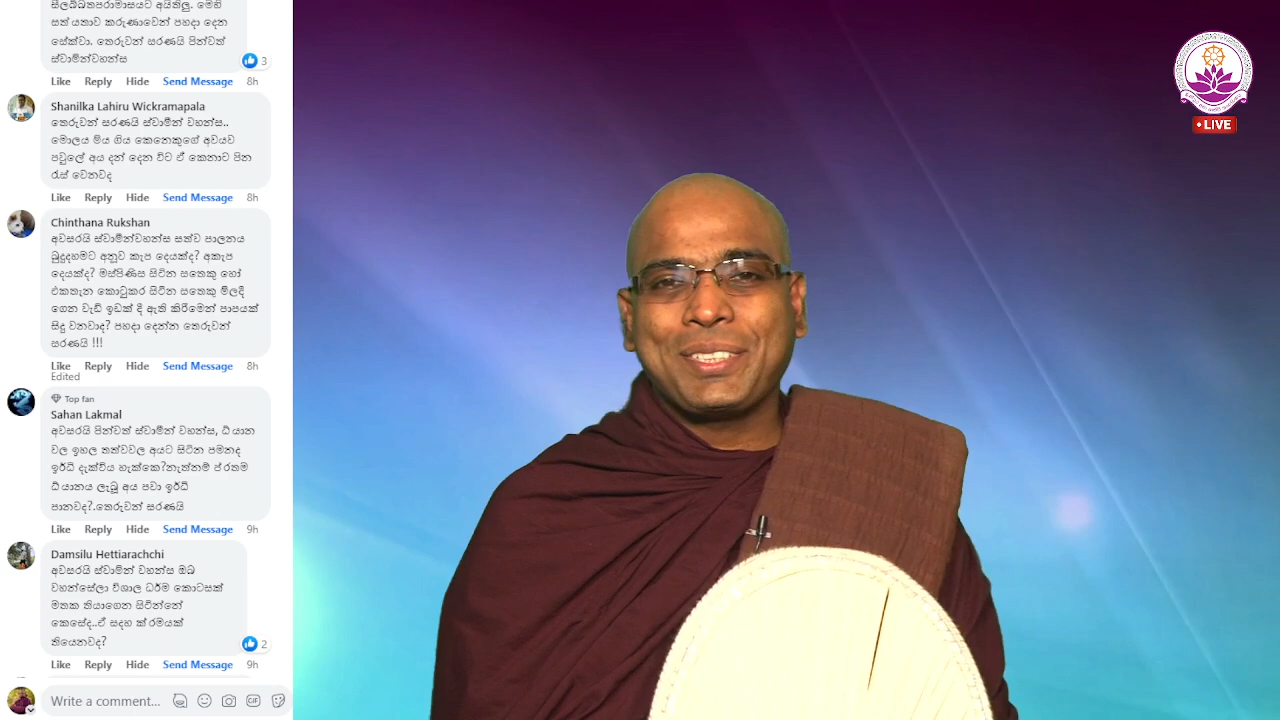 සීලබ්බතපරාමාසයට අයිතිලු. මෙහි
සත් යතාව කරුණාවෙන් පහදා දෙන
සේක්වා. තෙරුවන් සරණයි පින්වත්
ස්වාමින්වහන්ස
3
Like Reply Hide Send Message 8h
Shanilka Lahiru Wickramapala
තෙරුවන් සරණයි ස්වාමීන් වහන්ස..
මොලය මිය ගිය කෙනෙකුගේ අවයව
පවුලේ අය දන් දෙන විට ඒ කෙනාට පින
රැස් වෙනවද
Like Reply Hide Send Message 8h
Chinthana Rukshan
අවසරයි ස්වාමීන්වහන්ස සත්ව පාලනය
බුදුදහමට අනුව කැප දෙයක්ද? අකැප
දෙයක්ද? මස්පිණිස සිටින සතෙකු හෝ
එකතැන කොටුකර සිටින සතෙකු මිලදී
ගෙන වැඩි ඉඩක් දී ඇති කිරීමෙන් පාපයක්
සිදු වනවාද? පහදා දෙන්න තෙරුවන්
සරණයි !!!
Like Reply Hide Send Message 8h
Edited
Top fan
Sahan Lakmal
අවසරයි පින්වත් ස්වාමීන් වහන්ස, ධ් යාන
වල ඉහල තත්වවල අයට සිටින පමනද
ඉර්ධි දැක්විය හැක්කෙ?නැත්නම් ප් රතම
ධ් යානය ලැබූ අය පවා ඉර්ධි
පානවද?.තෙරුවන් සරණයි
Like Reply Hide Send Message 9h
Damsilu Hettiarachchi
අවසරයි ස්වාමීන් වහන්ස ඔබ
වහන්සේලා විශාල ධර්ම කොටසක්
මතක තියාගෙන සිටින්නේ
කෙසේද..ඒ සදහා ක් රමයක්
තියෙනවද?
2
Like Reply Hide Send Message 9h
Write a comment...
GIF
LIVE